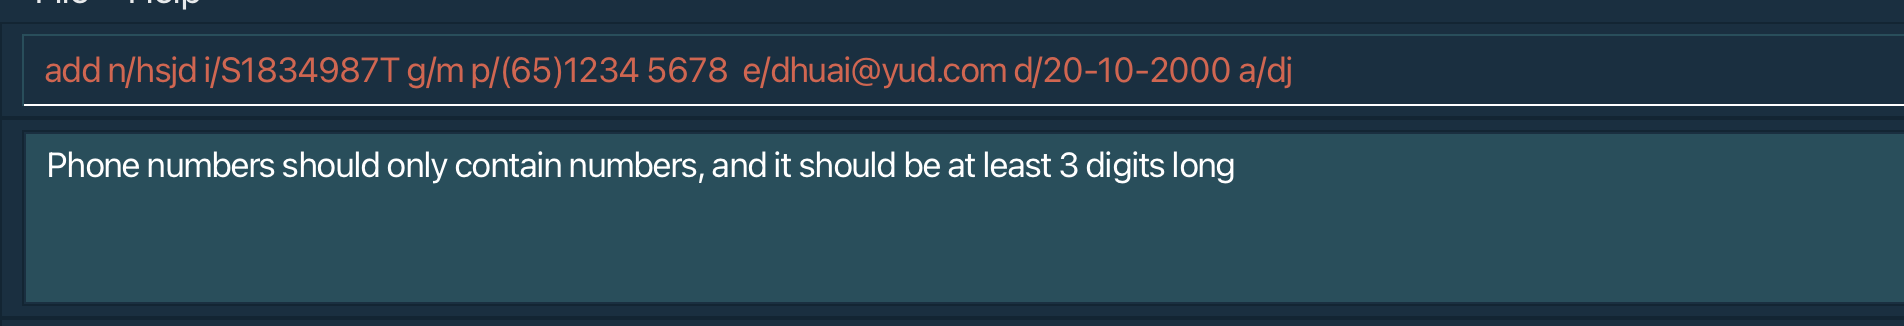 File Help
add n/hsjd i/S1834987T g/m p/(65)1234 5678  e/dhuai@yud.com d/20-10-2000 a/dj
Phone numbers should only contain numbers, and it should be at least 3 digits long